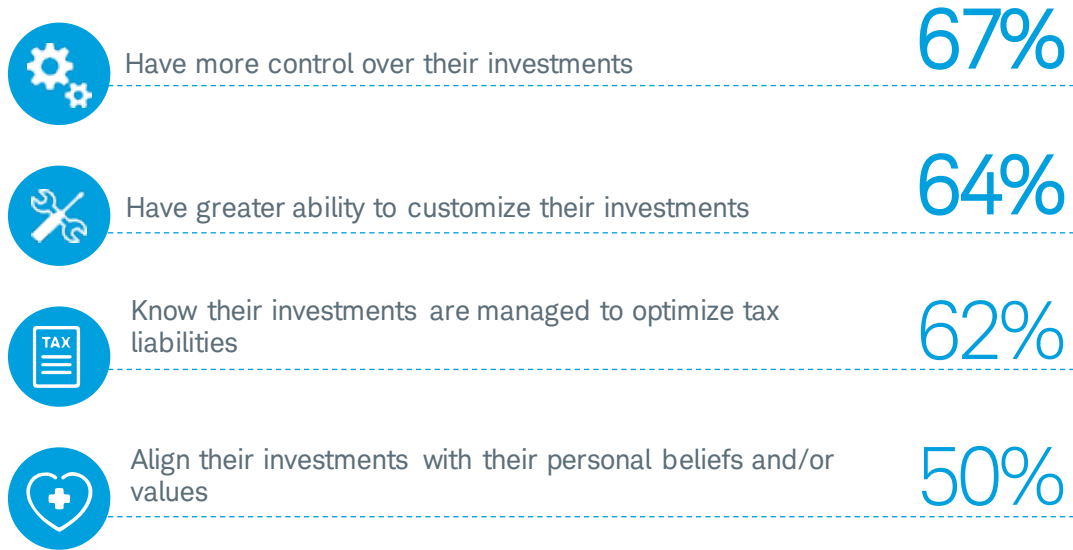 67%
Have more control over their investments
64%
Have greater ability to customize their investments
Know their investments are managed to optimize tax
liabilities
TAX
62%
Align their investments with their personal beliefs and/or
values
50%